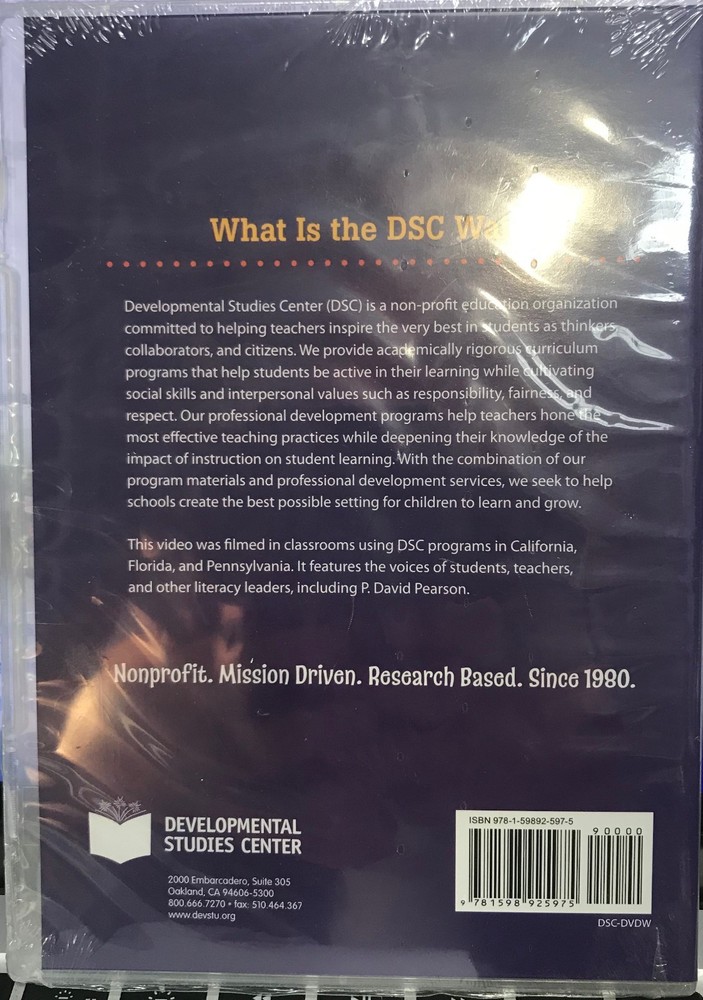 What Is the DSC Wa
Developmental Studies Center (DSC) is a non-profit education organization
committed to helping teachers inspire the very best in students as thinkers,
collaborators, and citizens. We provide academically rigorous curriculum
programs that help students be active in their learning while cultivating
social skills and interpersonal values such as responsibility, fairness, and
respect. Our professional development programs help teachers hone the
most effective teaching practices while deepening their knowledge of the
impact of instruction on student learning. With the combination of our
program materials and professional development services, we seek to help
schools create the best possible setting for children to learn and grow.
This video was filmed in classrooms using DSC programs in California,
Florida, and Pennsylvania. It features the voices of students, teachers,
and other literacy leaders, including P. David Pearson.
Nonprofit. Mission Driven. Research Based. Since 1980.
DEVELOPMENTAL
STUDIES CENTER
2000 Embarcadero, Suite 305
Oakland, CA 94606-5300
800.666.7270 • fax: 510.464.367
www.devstu.org
ISBN 978-1-59892-597-5
90000
9 781598 925975
DSC-DVDW